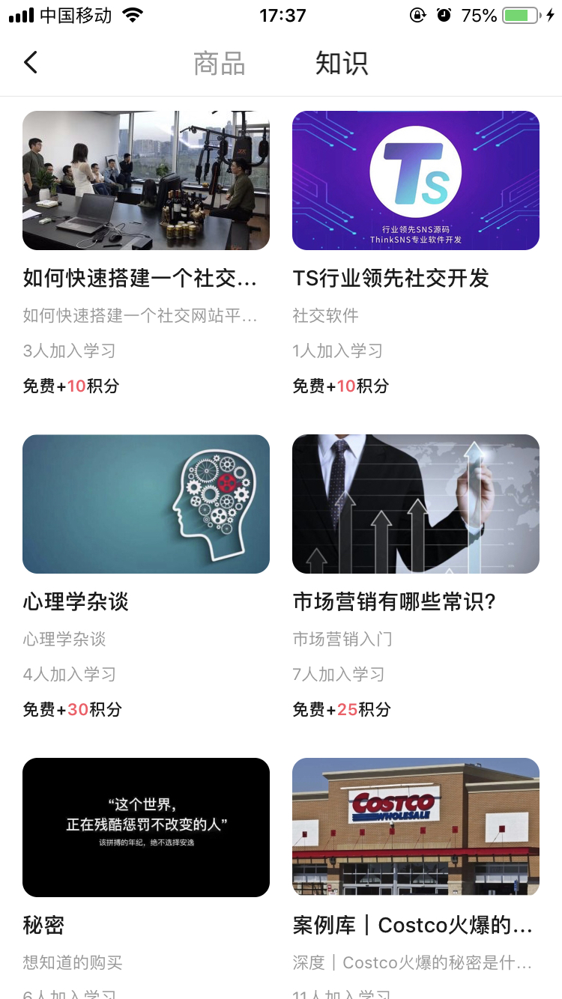 中国移动 17:37 75%
商品 知识
Ts
行业领先SNS源码
ThinkSNS专业软件开发
如何快速搭建一个社交... TS行业领先社交开发
如何快速搭建一个社交网站平... 社交软件
3人加入学习 1人加入学习
免费+10积分 免费+10积分
心理学杂谈 市场营销有哪些常识?
心理学杂谈 市场营销入门
4人加入学习 7人加入学习
免费+30积分 免费+25积分
“这个世界,
正在残酷惩罚不改变的人”
该拼搏的年纪,绝不选择安逸
COSTCO
WHOLESALE
秘密 案例库｜Costco火爆的...
想知道的购买 深度｜Costco火爆的秘密是什...
6人加入学习 11人加入学习